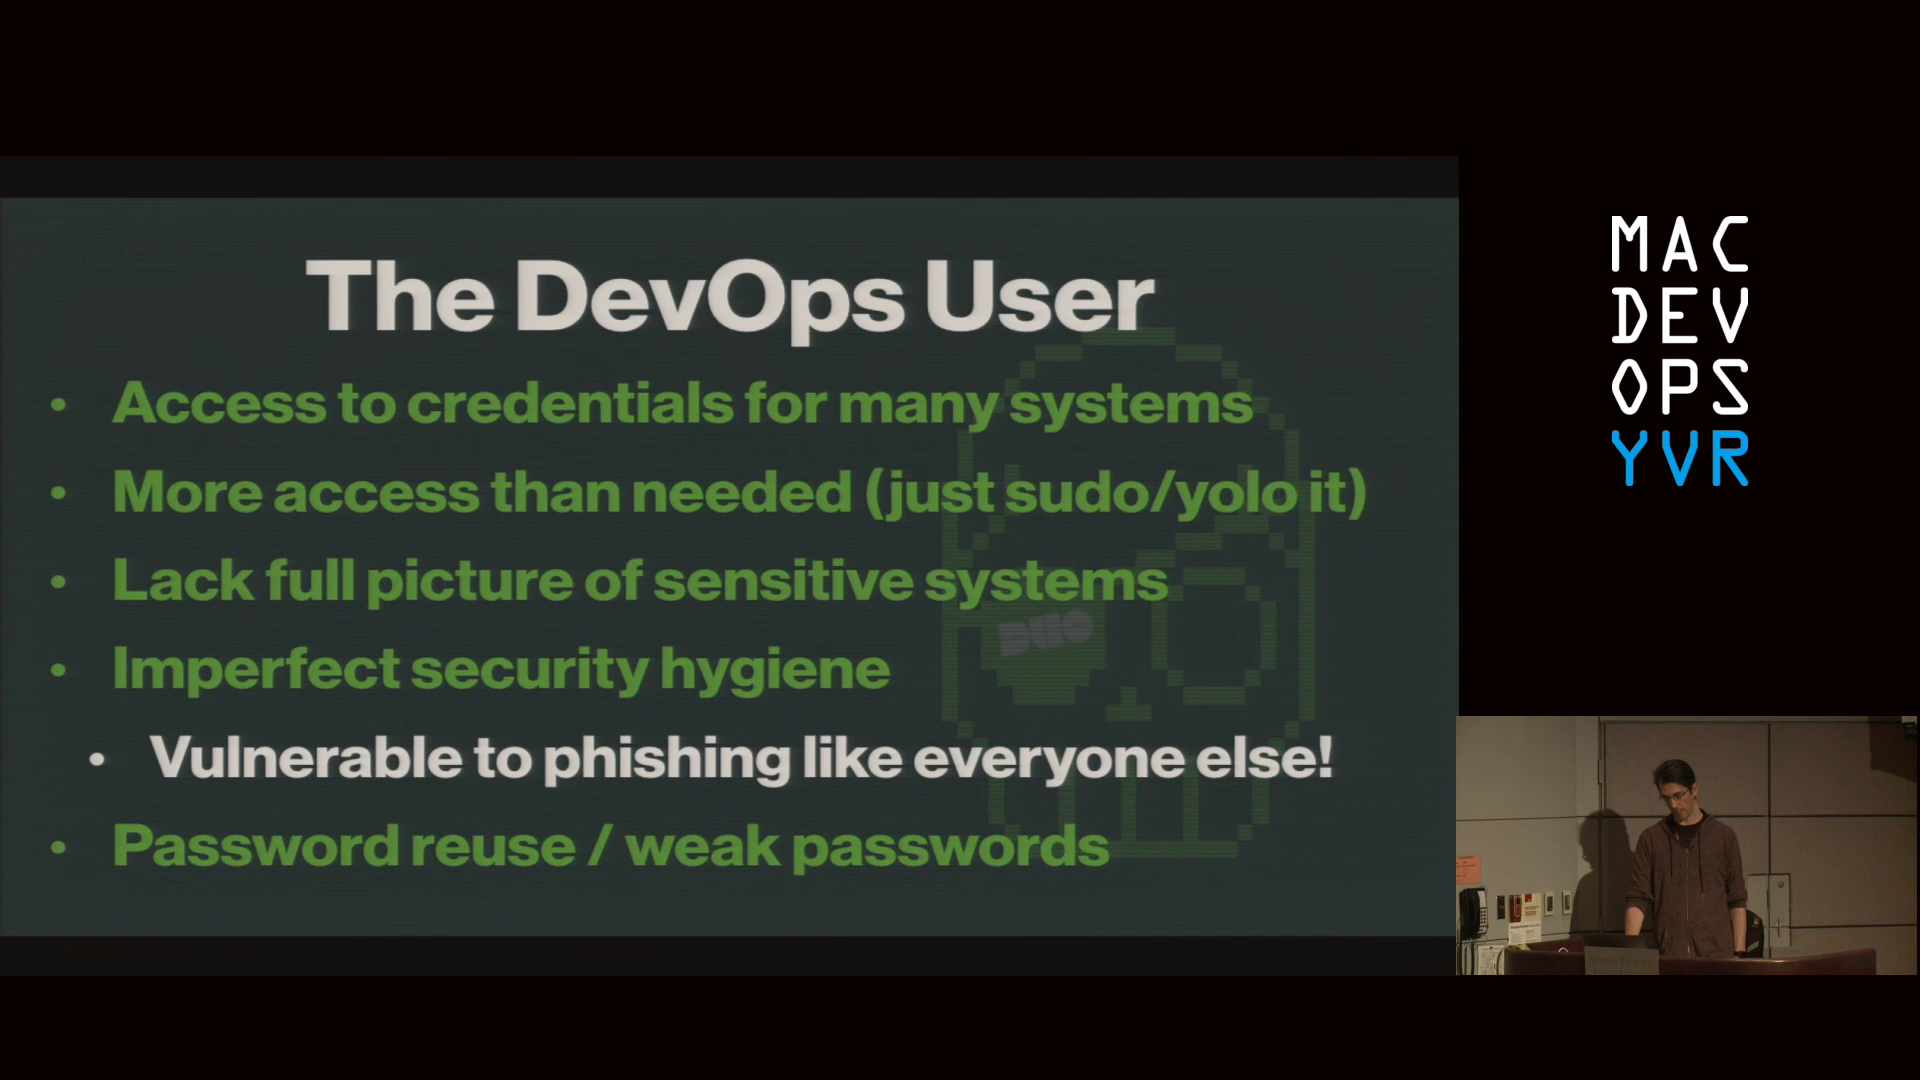 The DevOps User
• Access to credentials for many systems
• More access than needed (just sudo/yolo it)
• Lack full picture of sensitive systems
• Imperfect security hygiene
• Vulnerable to phishing like everyone else!
• Password reuse / weak passwords
DUO
MAC
DEV
OPS
YVR